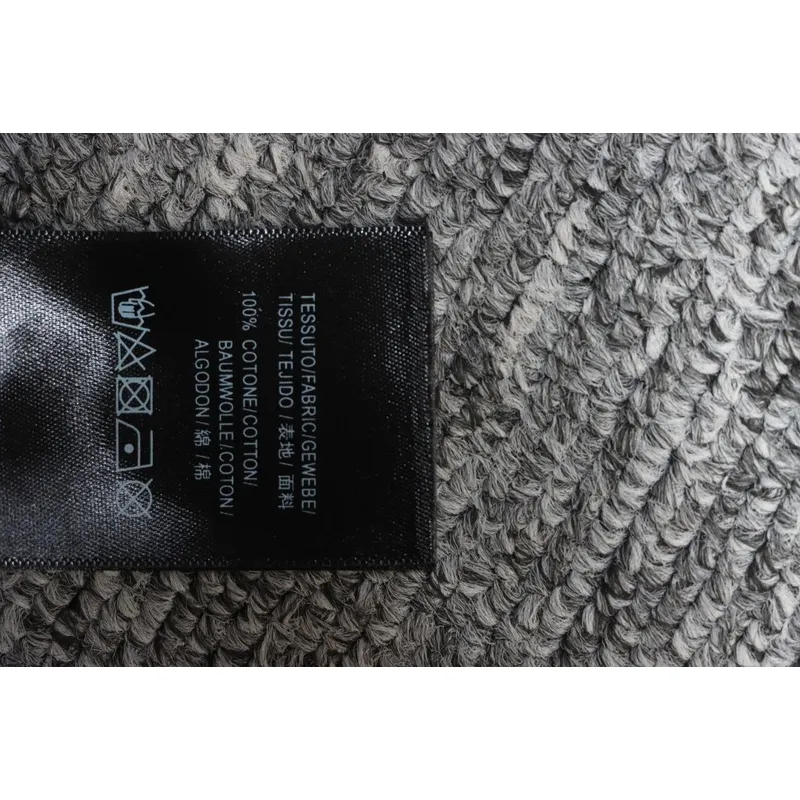 TESSUTO/FABRIC/GEWEBE/
TISSU/ TEJIDO / 表地/ 面料
100% COTONE/COTTON/
BAUMWOLLE/COTON/
ALGODON / 綿 / 棉